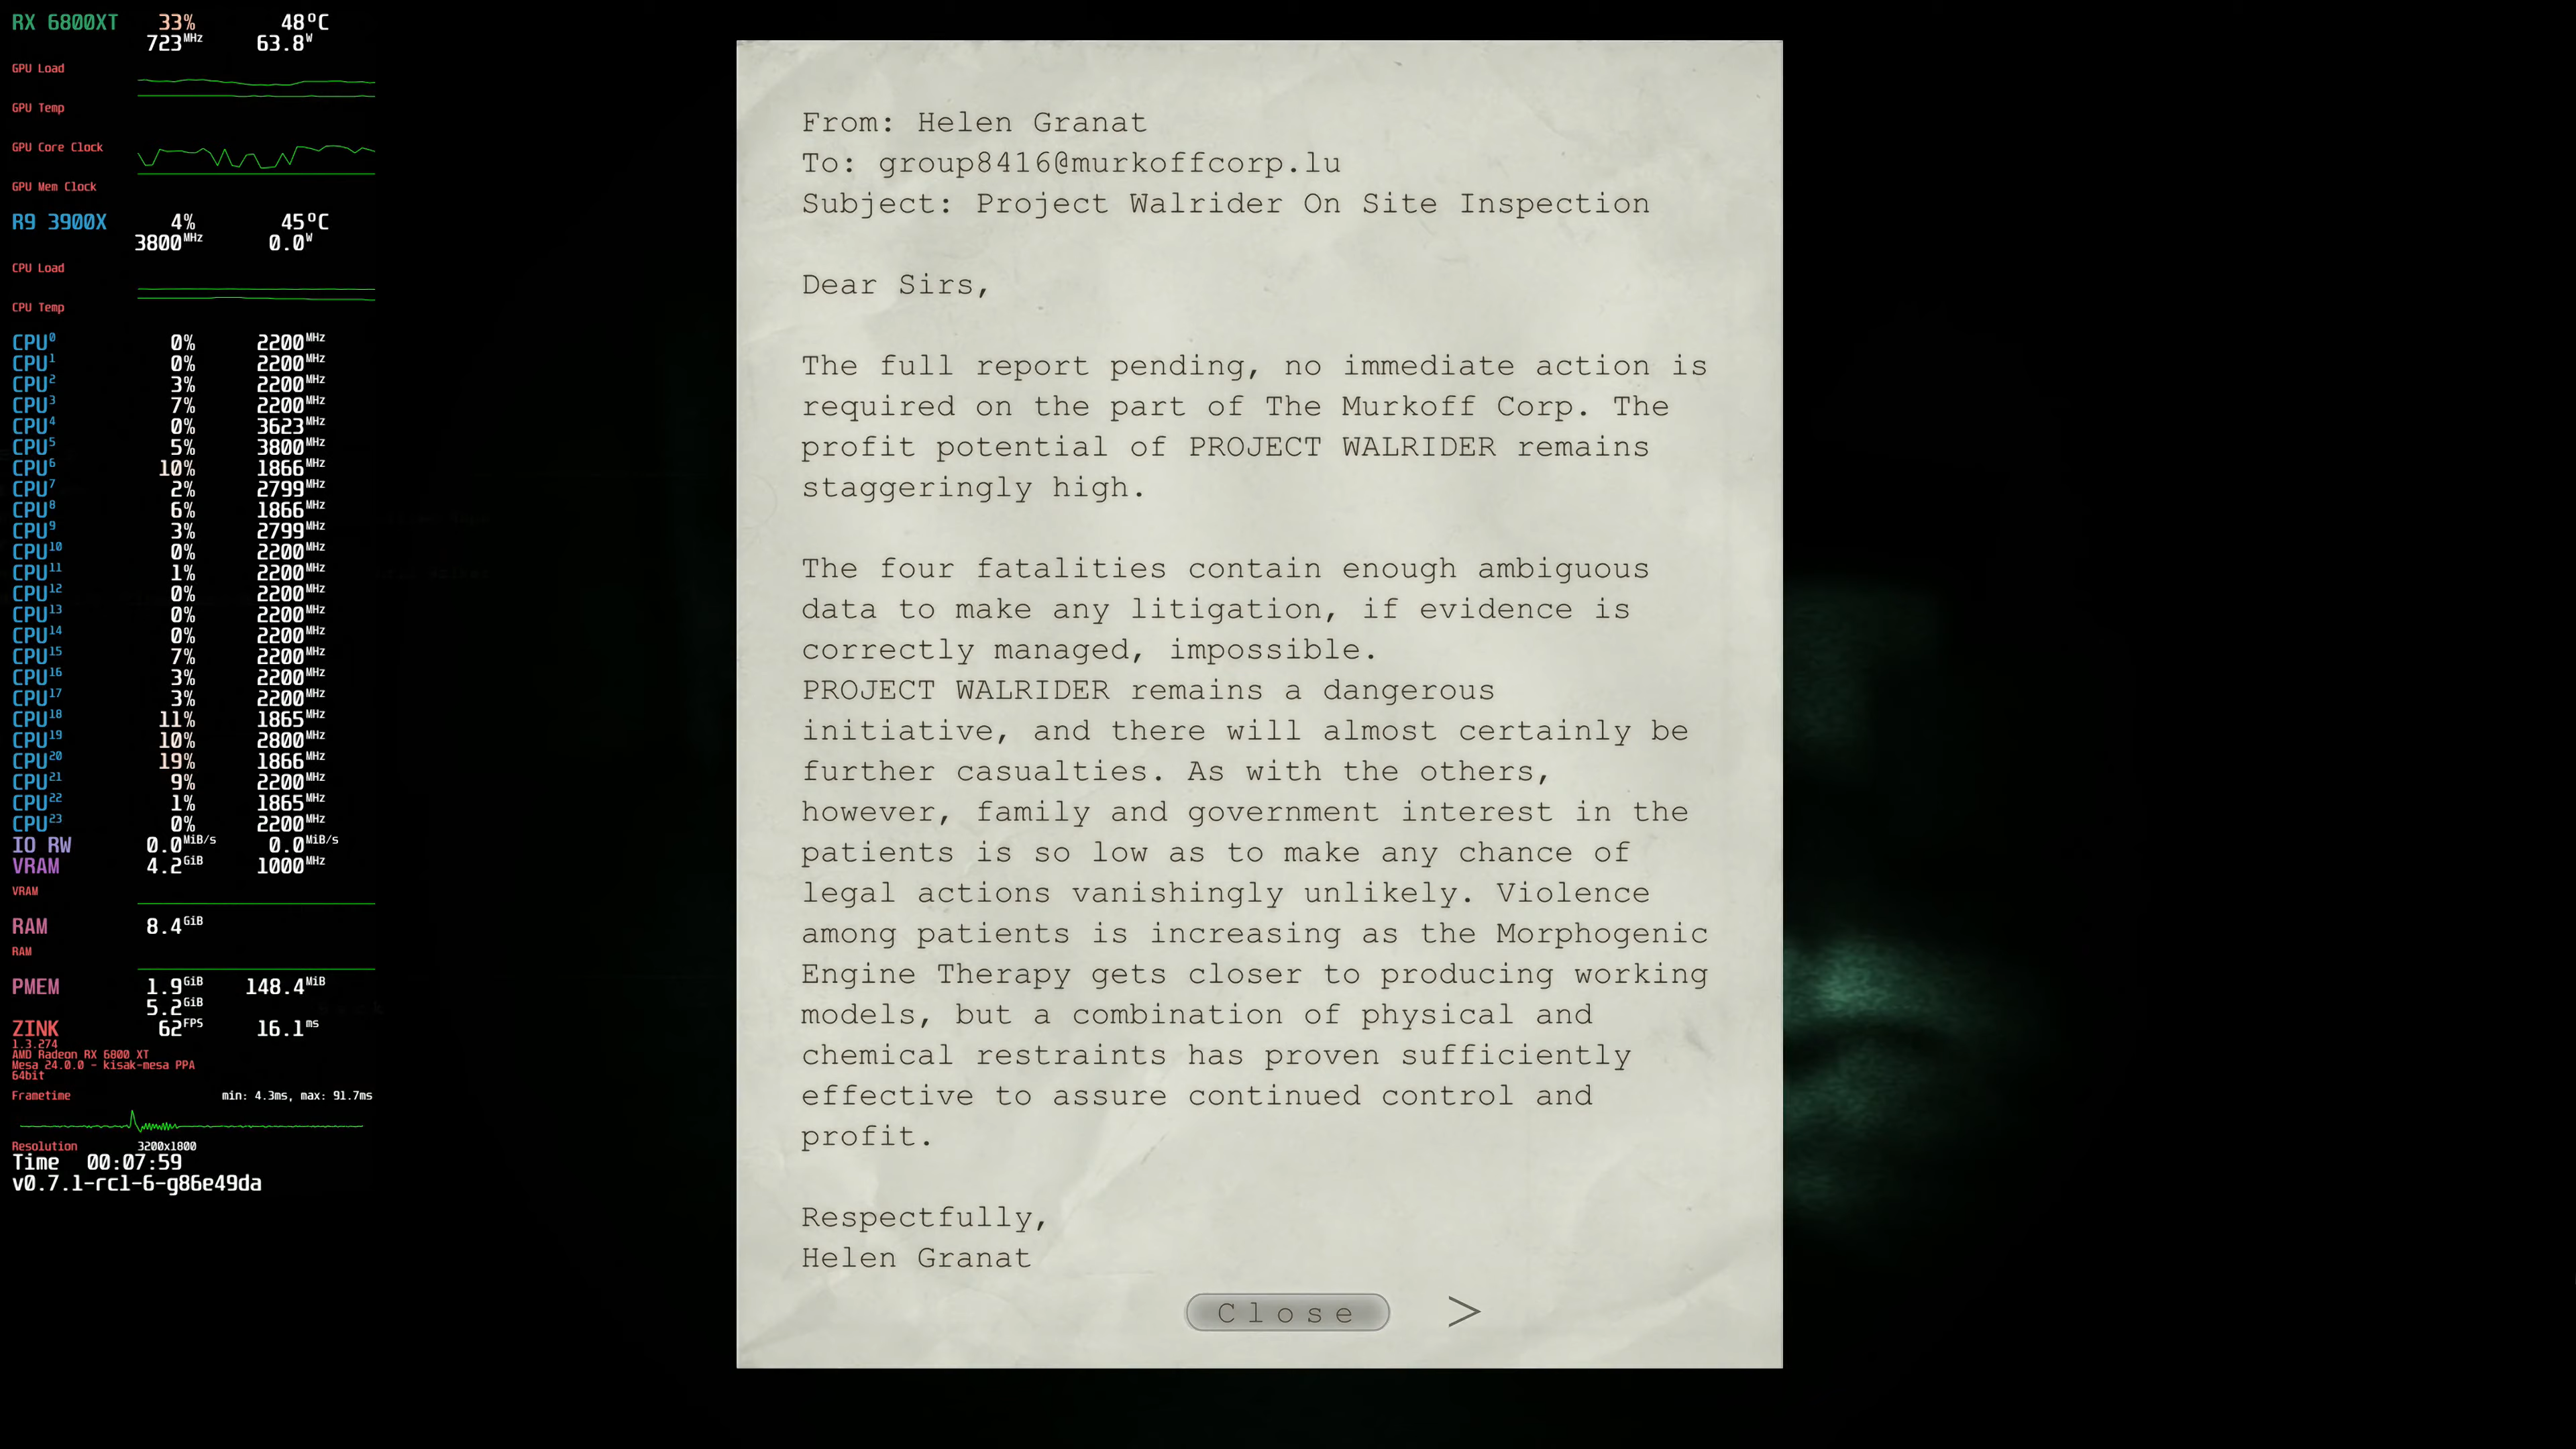 RX 6800XT 33% 48°C
723MHz 63.8W
GPU Load
GPU Temp
GPU Core Clock
GPU Mem Clock
R9 3900X 4% 45°C
3800MHz 0.0W
CPU Load
CPU Temp
CPU0 0% 2200MHz
CPU1 0% 2200MHz
CPU2 3% 2200MHz
CPU3 7% 2200MHz
CPU4 0% 3623MHz
CPU5 5% 3800MHz
CPU6 10% 1866MHz
CPU7 2% 2799MHz
CPU8 6% 1866MHz
CPU9 3% 2799MHz
CPU10 0% 2200MHz
CPU11 1% 2200MHz
CPU12 0% 2200MHz
CPU13 0% 2200MHz
CPU14 0% 2200MHz
CPU15 7% 2200MHz
CPU16 3% 2200MHz
CPU17 3% 2200MHz
CPU18 11% 1865MHz
CPU19 10% 2800MHz
CPU20 19% 1866MHz
CPU21 9% 2200MHz
CPU22 1% 1865MHz
CPU23 0% 2200MHz
IO RW 0.0MiB/s 0.0MiB/s
VRAM 4.2GiB 1000MHz
VRAM
RAM 8.4GiB
RAM
PMEM 1.9GiB 148.4MiB
5.2GiB
ZINK 62FPS 16.1ms
1.3.274
AMD Radeon RX 6800 XT
Mesa 24.0.0 - kisak-mesa PPA
64bit
Frametime min: 4.3ms, max: 91.7ms
Resolution 3200x1800
Time 00:07:59
v0.7.1-rc1-6-g86e49da
From: Helen Granat
To: group8416@murkoffcorp.lu
Subject: Project Walrider On Site Inspection
Dear Sirs,
The full report pending, no immediate action is
required on the part of The Murkoff Corp. The
profit potential of PROJECT WALRIDER remains
staggeringly high.
The four fatalities contain enough ambiguous
data to make any litigation, if evidence is
correctly managed, impossible.
PROJECT WALRIDER remains a dangerous
initiative, and there will almost certainly be
further casualties. As with the others,
however, family and government interest in the
patients is so low as to make any chance of
legal actions vanishingly unlikely. Violence
among patients is increasing as the Morphogenic
Engine Therapy gets closer to producing working
models, but a combination of physical and
chemical restraints has proven sufficiently
effective to assure continued control and
profit.
Respectfully,
Helen Granat
Close >